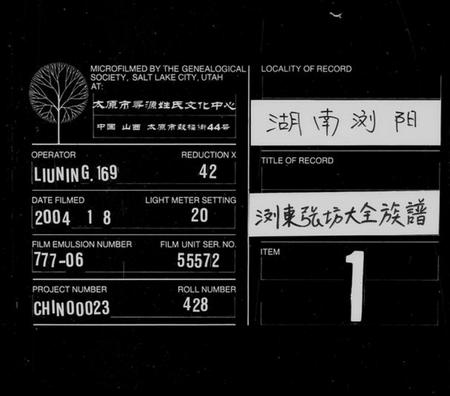 MICROFILMED BY THE GENEALOGICAL
SOCIETY, SALT LAKE CITY, UTAH
AT:
太原市寻源姓氏文化中心
中国 山西 太原市鼓楼街44号
OPERATOR
LIUNING.169
REDUCTION X
42
DATE FILMED
2004 1 8
LIGHT METER SETTING
20
FILM EMULSION NUMBER
777-06
FILM UNIT SER. NO.
55572
PROJECT NUMBER
CHIN00023
ROLL NUMBER
428
LOCALITY OF RECORD
湖南浏阳
TITLE OF RECORD
浏東张坊大全族譜
ITEM
1